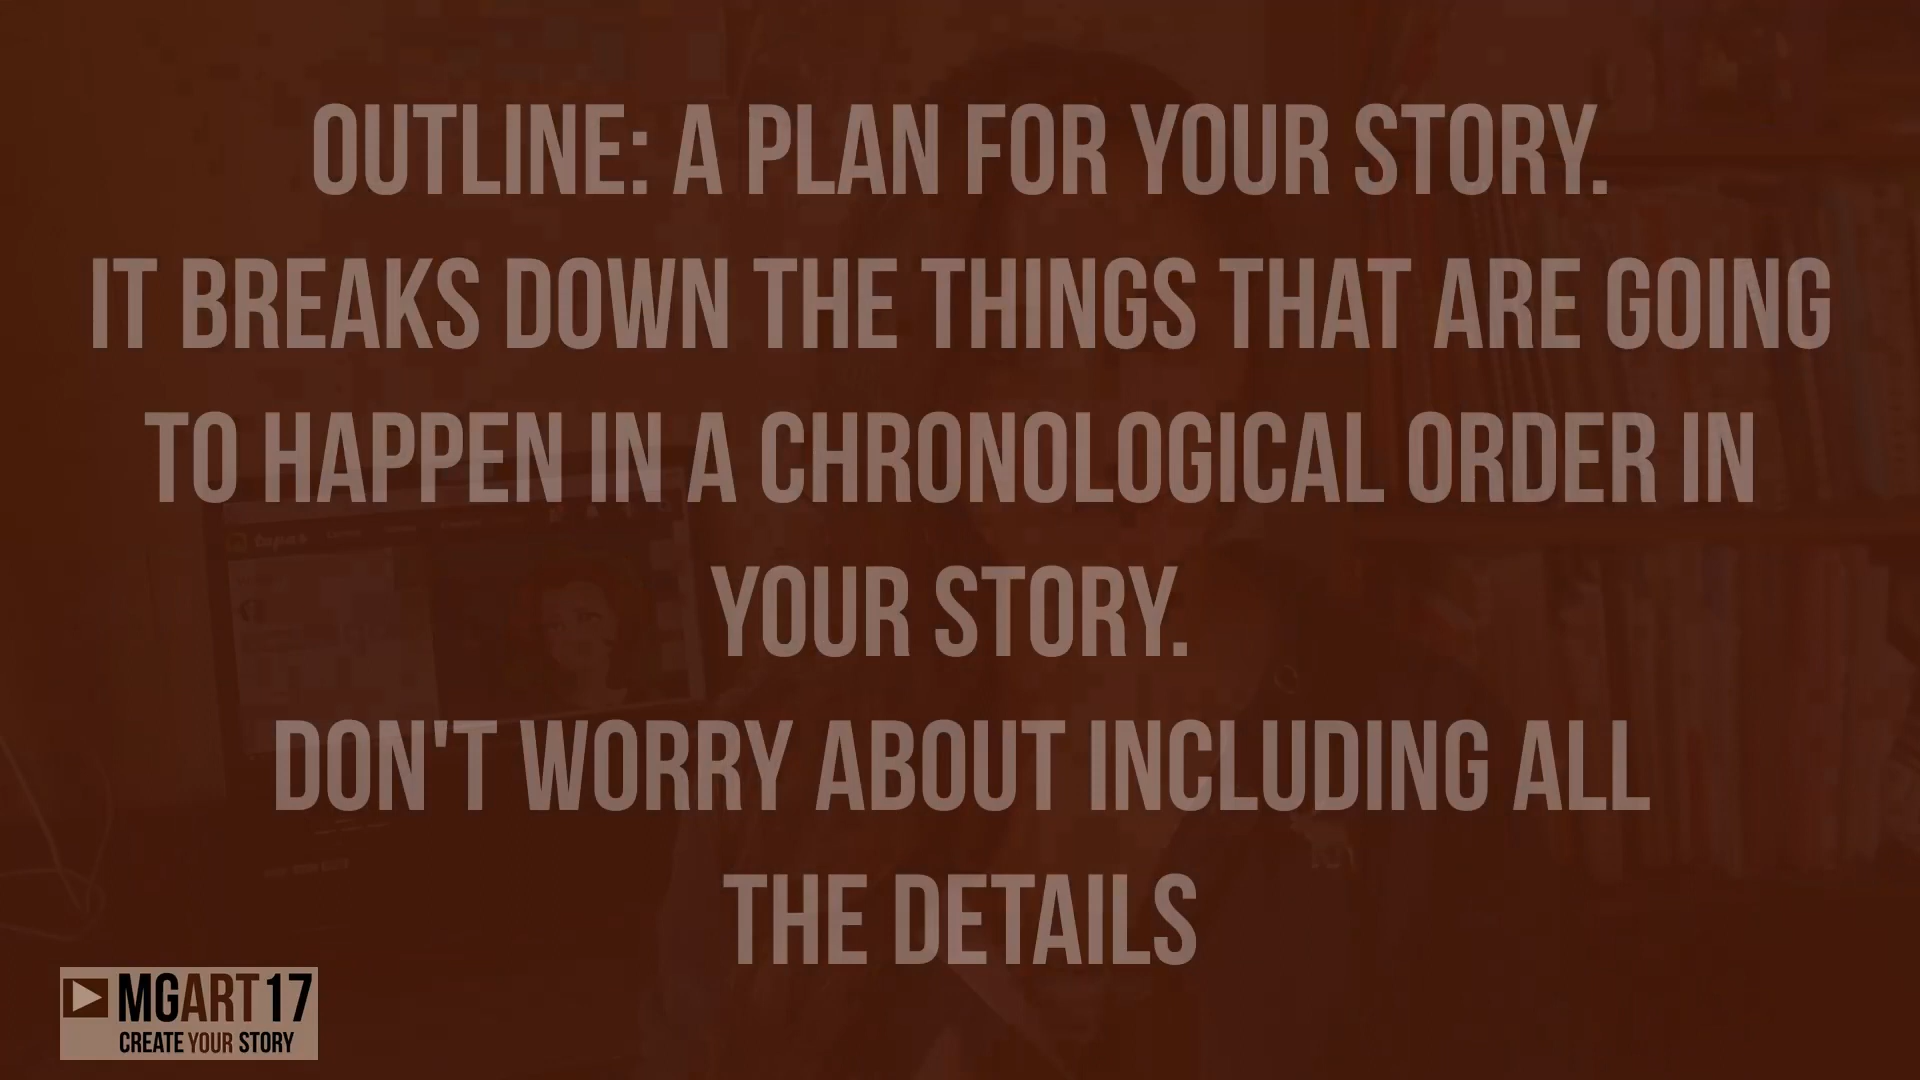 OUTLINE: A PLAN FOR YOUR STORY.
IT BREAKS DOWN THE THINGS THAT ARE GOING
TO HAPPEN IN A CHRONOLOGICAL ORDER IN
YOUR STORY.
DON'T WORRY ABOUT INCLUDING ALL
THE DETAILS
MGART17
CREATE YOUR STORY